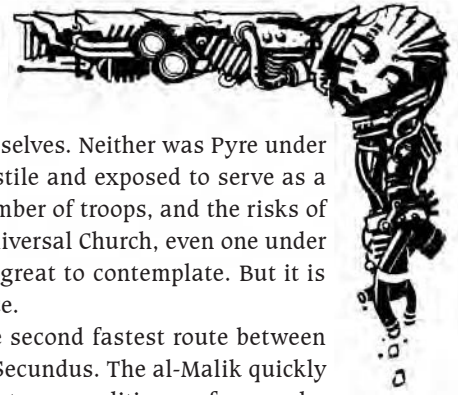 selves. Neither was Pyre under
stile and exposed to serve as a
mber of troops, and the risks of
iversal Church, even one under
great to contemplate. But it is
te.
e second fastest route between
Secundus. The al-Malik quickly